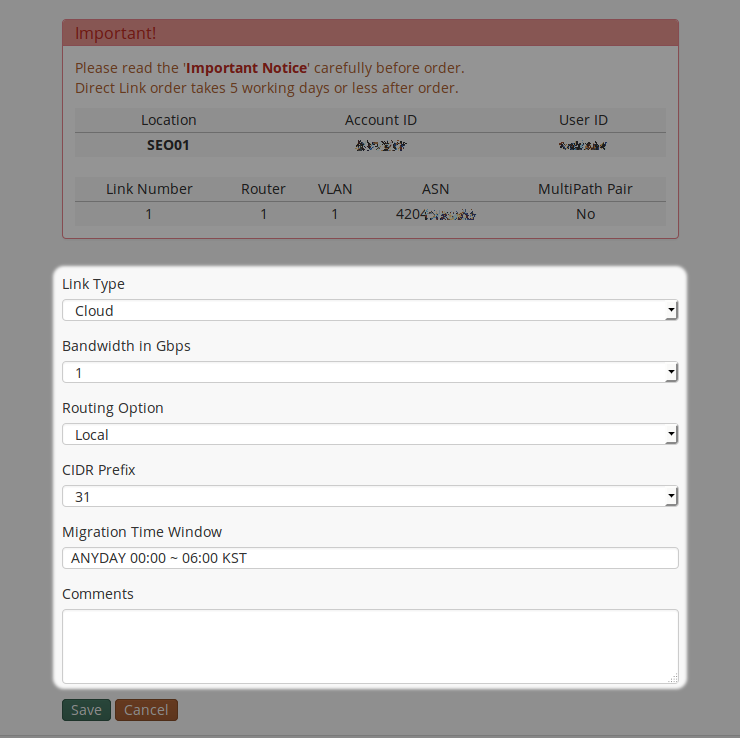 Important!
Please read the 'Important Notice' carefully before order.
Direct Link order takes 5 working days or less after order.
Location Account ID User ID
SEO01
Link Number Router VLAN ASN MultiPath Pair
1 1 1 4204 No
Link Type
Cloud
Bandwidth in Gbps
1
Routing Option
Local
CIDR Prefix
31
Migration Time Window
ANYDAY 00:00 ~ 06:00 KST
Comments
Save Cancel